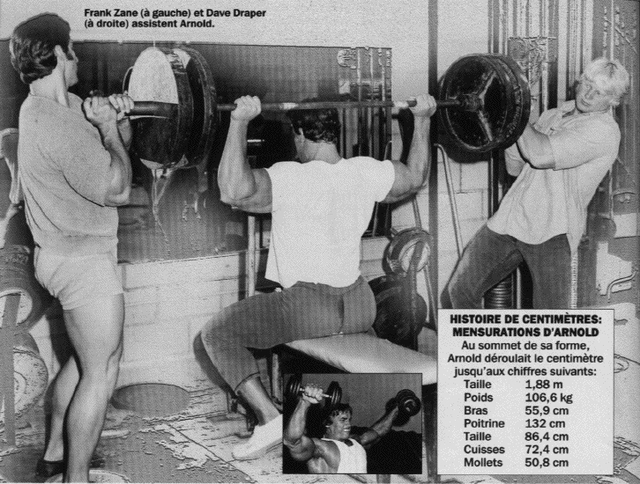 Frank Zane (à gauche) et Dave Draper
(à droite) assistent Arnold.
HISTOIRE DE CENTIMÈTRES:
MENSURATIONS D'ARNOLD
Au sommet de sa forme,
Arnold déroulait le centimètre
jusqu'aux chiffres suivants:
Taille 1,88 m
Poids 106,6 kg
Bras 55,9 cm
Poitrine 132 cm
Taille 86,4 cm
Cuisses 72,4 cm
Mollets 50,8 cm